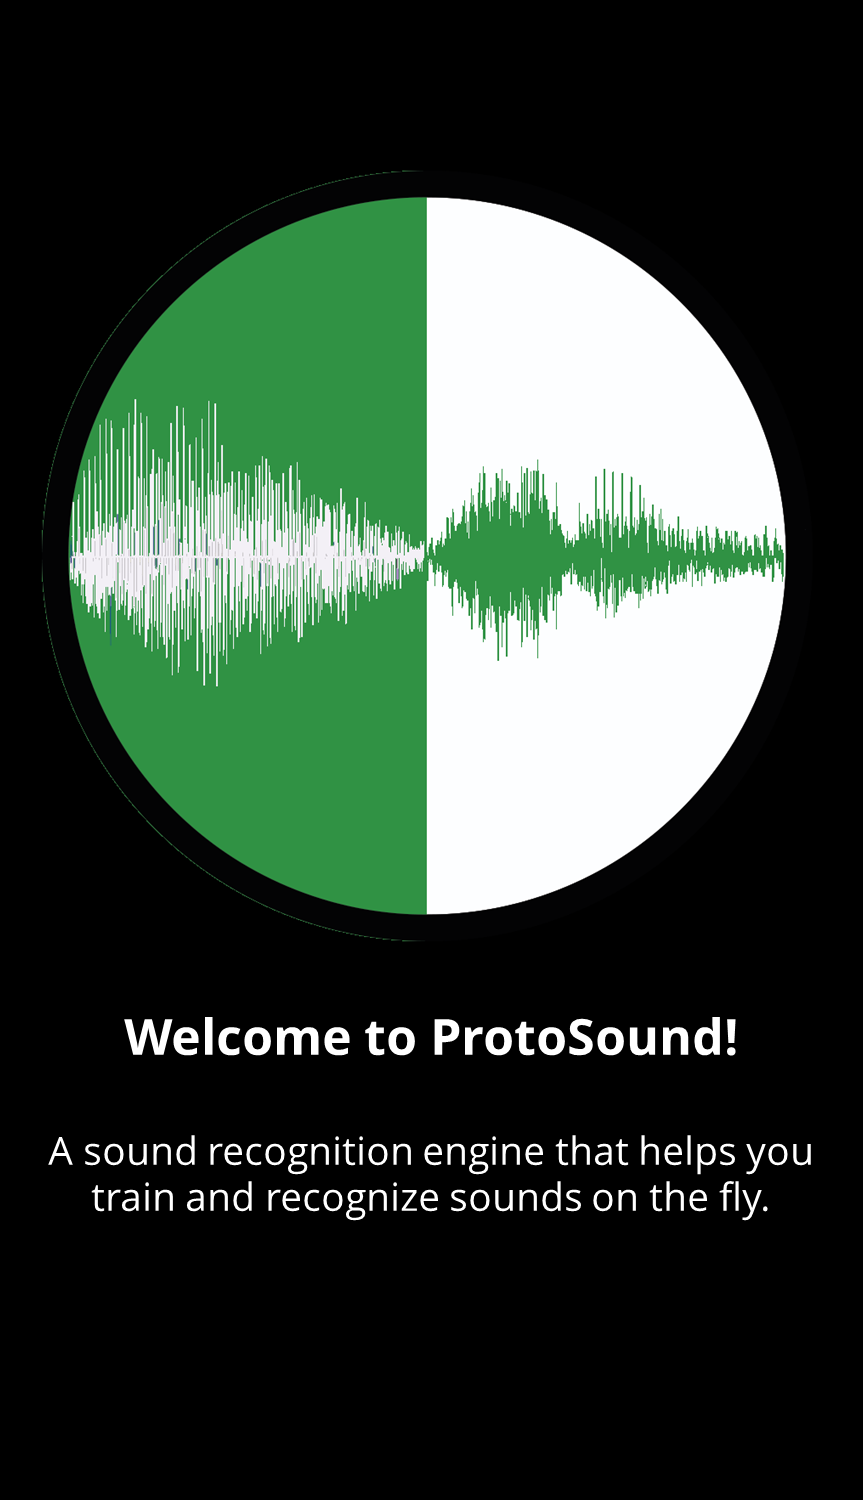 Welcome to ProtoSound!
A sound recognition engine that helps you
train and recognize sounds on the fly.